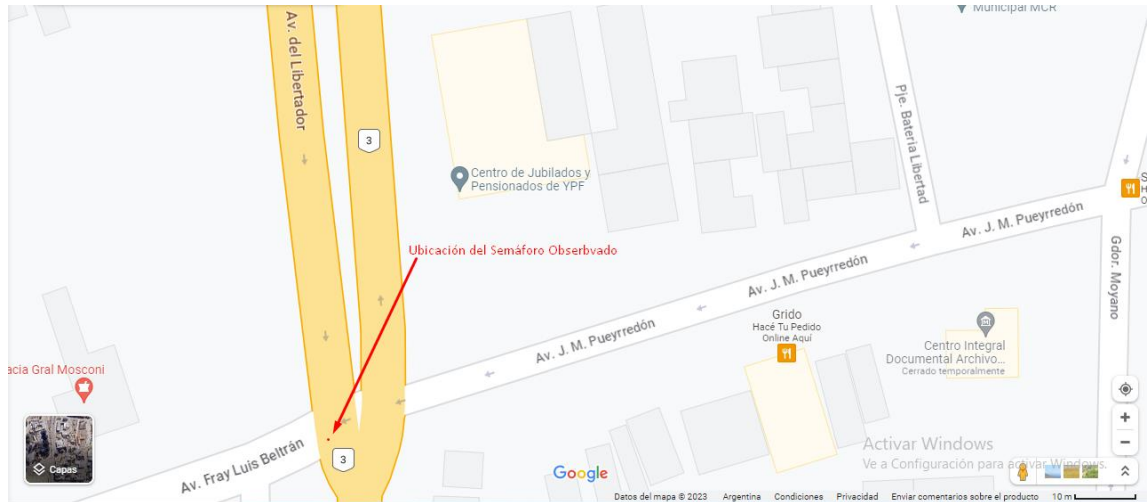 Municipal MCR
Av. del Libertador
3
Centro de Jubilados y
Pensionados de YPF
Pje. Bateria Libertad
S
H
O
Av. J. M. Pueyrredón
Ubicación del Semáforo Obserbvado
Av. J. M. Pueyrredón
Gdor. Moyano
Av. J. M. Pueyrredón
Grido
Hacé Tu Pedido
Online Aquí
Centro Integral
Documental Archivo...
Cerrado temporalmente
acia Gral Mosconi
Av. Fray Luis Beltrán
3
Capas
Google
Activar Windows
Ve a Configuración para activar Windows.
Datos del mapa © 2023 Argentina Condiciones Privacidad Enviar comentarios sobre el producto 10 m